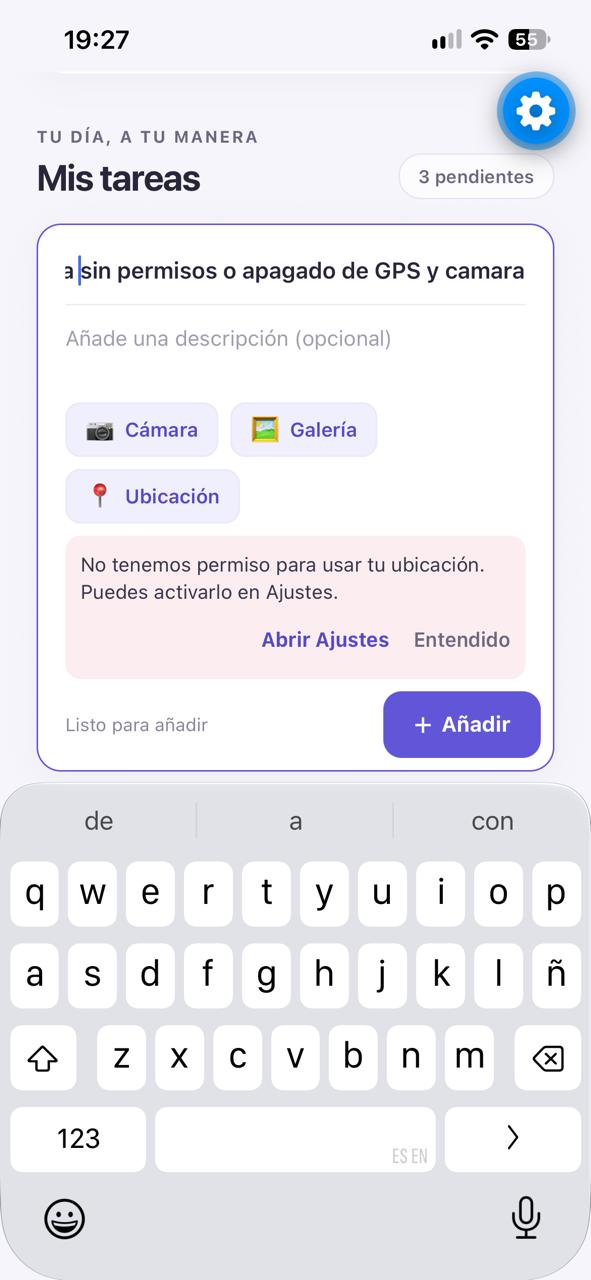 19:27
55
TU DÍA, A TU MANERA
Mis tareas
3 pendientes
a sin permisos o apagado de GPS y camara
Añade una descripción (opcional)
Cámara
Galería
Ubicación
No tenemos permiso para usar tu ubicación.
Puedes activarlo en Ajustes.
Abrir Ajustes
Entendido
Listo para añadir
+ Añadir
de a con
q w e r t y u i o p
a s d f g h j k l ñ
z x c v b n m
123
ES EN